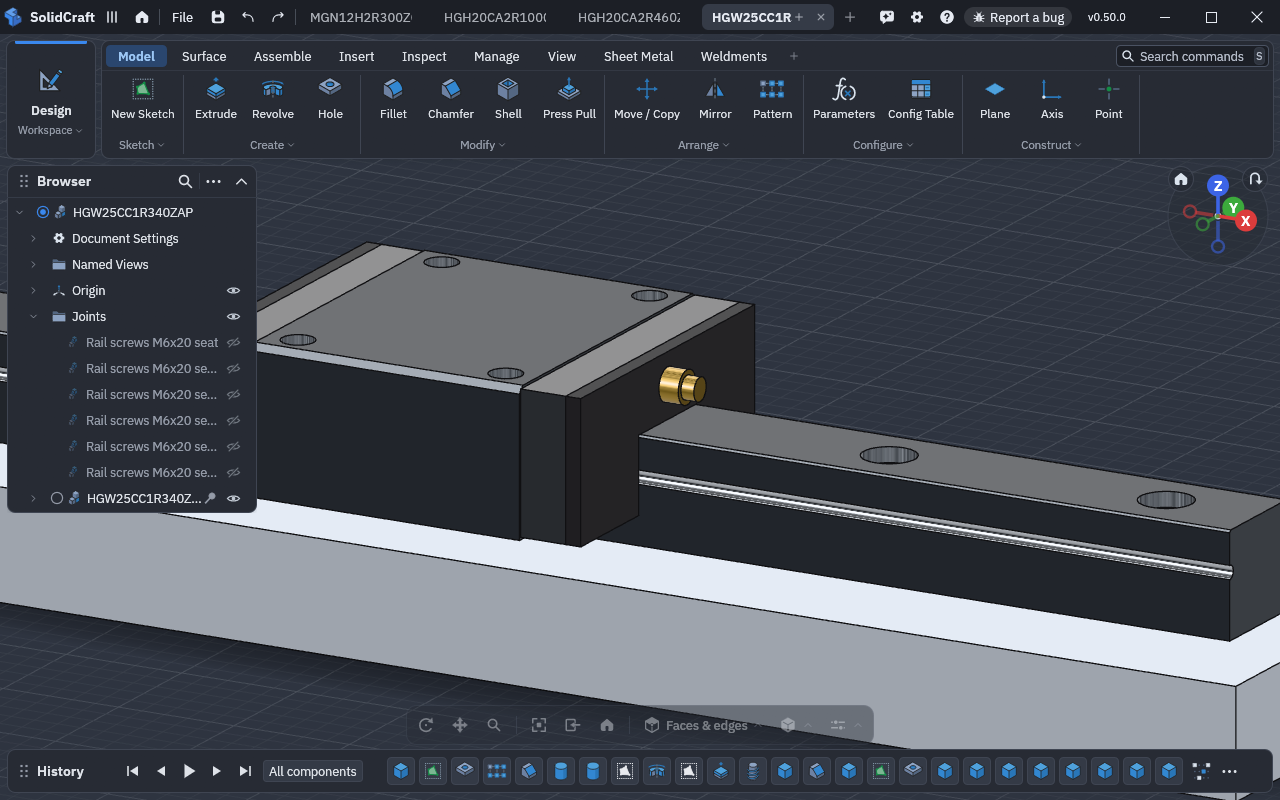 SolidCraft
File
MGN12H2R300Z
HGH20CA2R100
HGH20CA2R460Z
HGW25CC1R
Report a bug
v0.50.0
Design
Workspace
Model
Surface
Assemble
Insert
Inspect
Manage
View
Sheet Metal
Weldments
Search commands
S
New Sketch
Extrude
Revolve
Hole
Fillet
Chamfer
Shell
Press Pull
Move / Copy
Mirror
Pattern
Parameters
Config Table
Plane
Axis
Point
Sketch
Create
Modify
Arrange
Configure
Construct
Browser
HGW25CC1R340ZAP
Document Settings
Named Views
Origin
Joints
Rail screws M6x20 seat
Rail screws M6x20 se...
Rail screws M6x20 se...
Rail screws M6x20 se...
Rail screws M6x20 se...
Rail screws M6x20 se...
HGW25CC1R340Z...
Z
Y
X
Faces & edges
History
All components